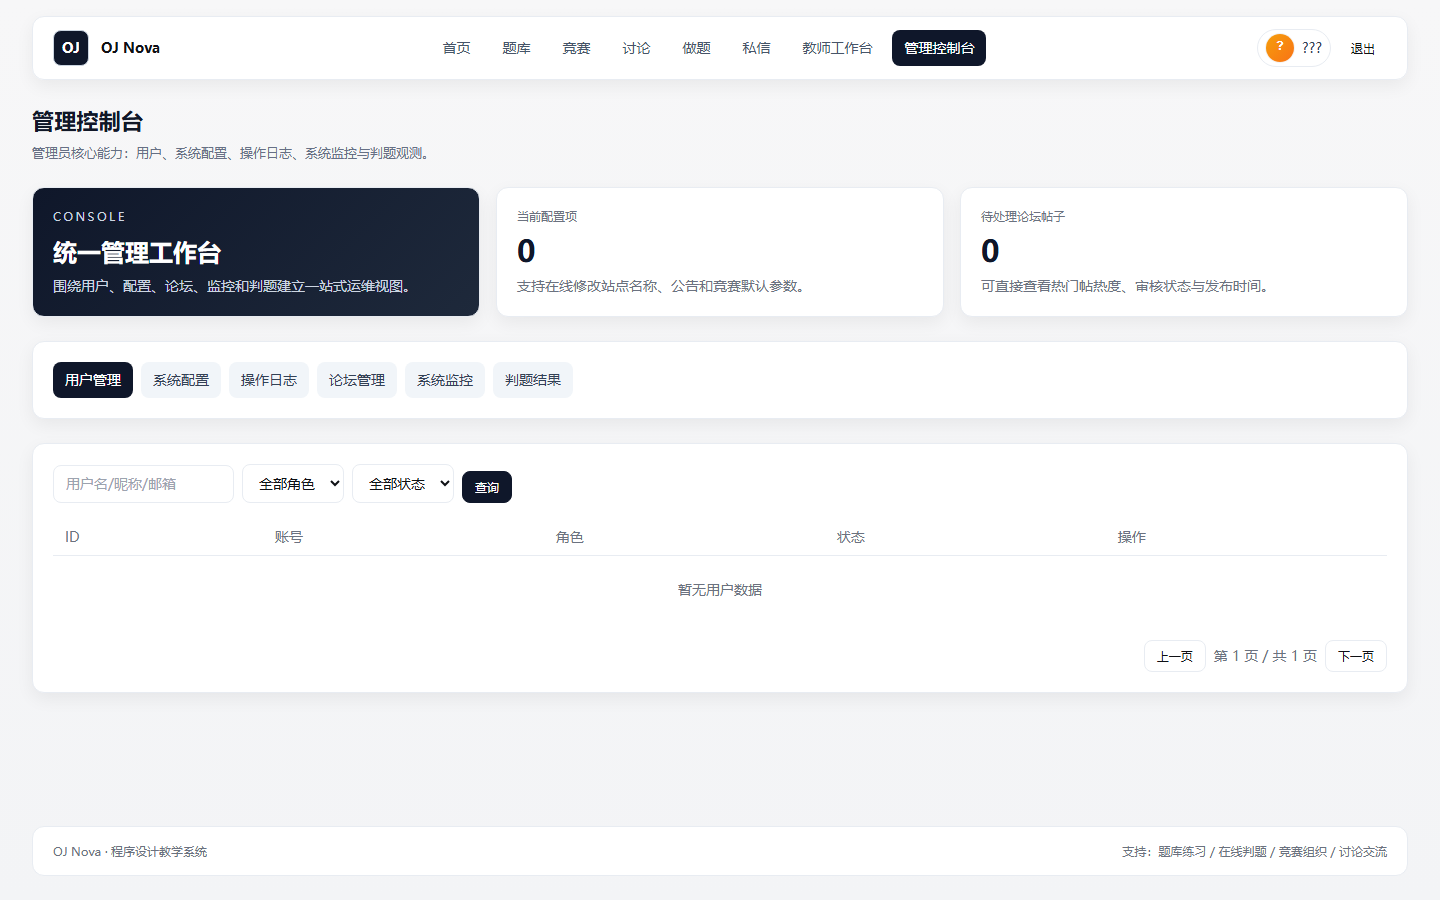 OJ OJ Nova 首页 题库 竞赛 讨论 做题 私信 教师工作台 管理控制台 ? ??? 退出
管理控制台
管理员核心能力：用户、系统配置、操作日志、系统监控与判题观测。
CONSOLE
统一管理工作台
围绕用户、配置、论坛、监控和判题建立一站式运维视图。
当前配置项
0
支持在线修改站点名称、公告和竞赛默认参数。
待处理论坛帖子
0
可直接查看热门帖热度、审核状态与发布时间。
用户管理 系统配置 操作日志 论坛管理 系统监控 判题结果
用户名/昵称/邮箱 全部角色 全部状态 查询
ID 账号 角色 状态 操作
暂无用户数据
上一页 第 1 页 / 共 1 页 下一页
OJ Nova · 程序设计教学系统 支持：题库练习 / 在线判题 / 竞赛组织 / 讨论交流